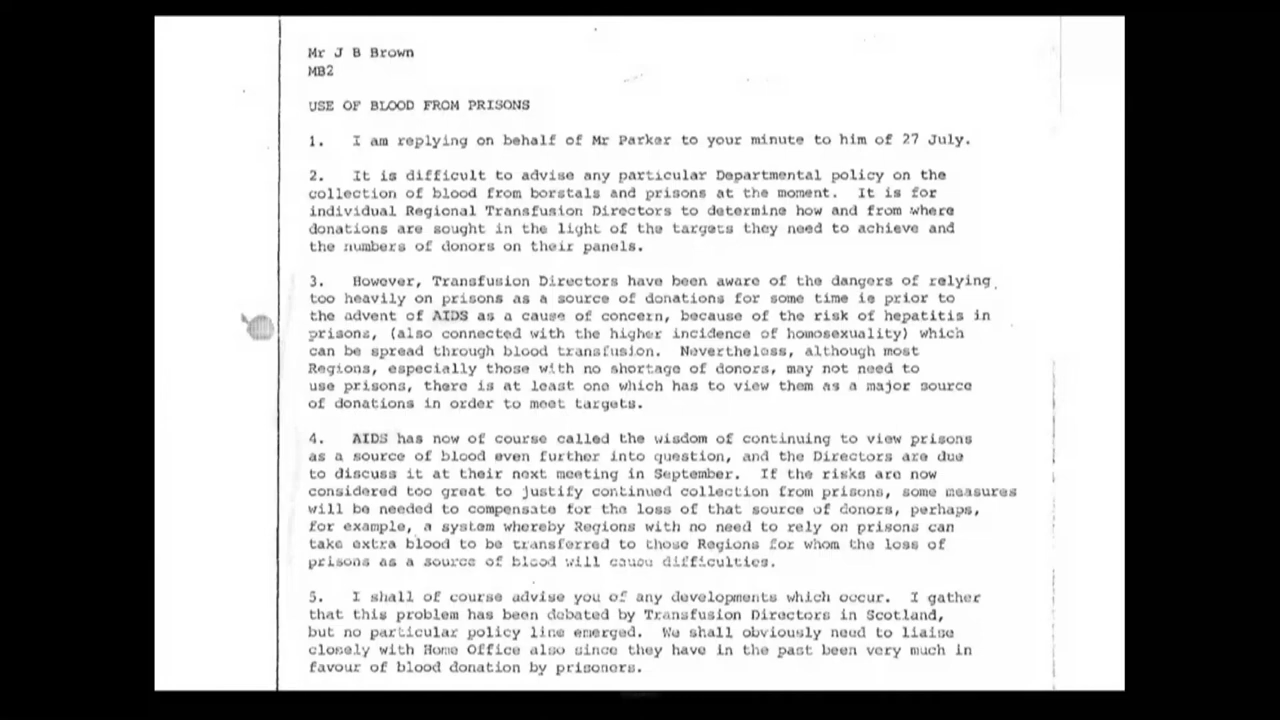 Mr J B Brown
MB2
USE OF BLOOD FROM PRISONS
1. I am replying on behalf of Mr Parker to your minute to him of 27 July.
2. It is difficult to advise any particular Departmental policy on the
collection of blood from borstals and prisons at the moment. It is for
individual Regional Transfusion Directors to determine how and from where
donations are sought in the light of the targets they need to achieve and
the numbers of donors on their panels.
3. However, Transfusion Directors have been aware of the dangers of relying
too heavily on prisons as a source of donations for some time ie prior to
the advent of AIDS as a cause of concern, because of the risk of hepatitis in
prisons, (also connected with the higher incidence of homosexuality) which
can be spread through blood transfusion. Nevertheless, although most
Regions, especially those with no shortage of donors, may not need to
use prisons, there is at least one which has to view them as a major source
of donations in order to meet targets.
4. AIDS has now of course called the wisdom of continuing to view prisons
as a source of blood even further into question, and the Directors are due
to discuss it at their next meeting in September. If the risks are now
considered too great to justify continued collection from prisons, some measures
will be needed to compensate for the loss of that source of donors, perhaps,
for example, a system whereby Regions with no need to rely on prisons can
take extra blood to be transferred to those Regions for whom the loss of
prisons as a source of blood will cause difficulties.
5. I shall of course advise you of any developments which occur. I gather
that this problem has been debated by Transfusion Directors in Scotland,
but no particular policy line emerged. We shall obviously need to liaise
closely with Home Office also since they have in the past been very much in
favour of blood donation by prisoners.